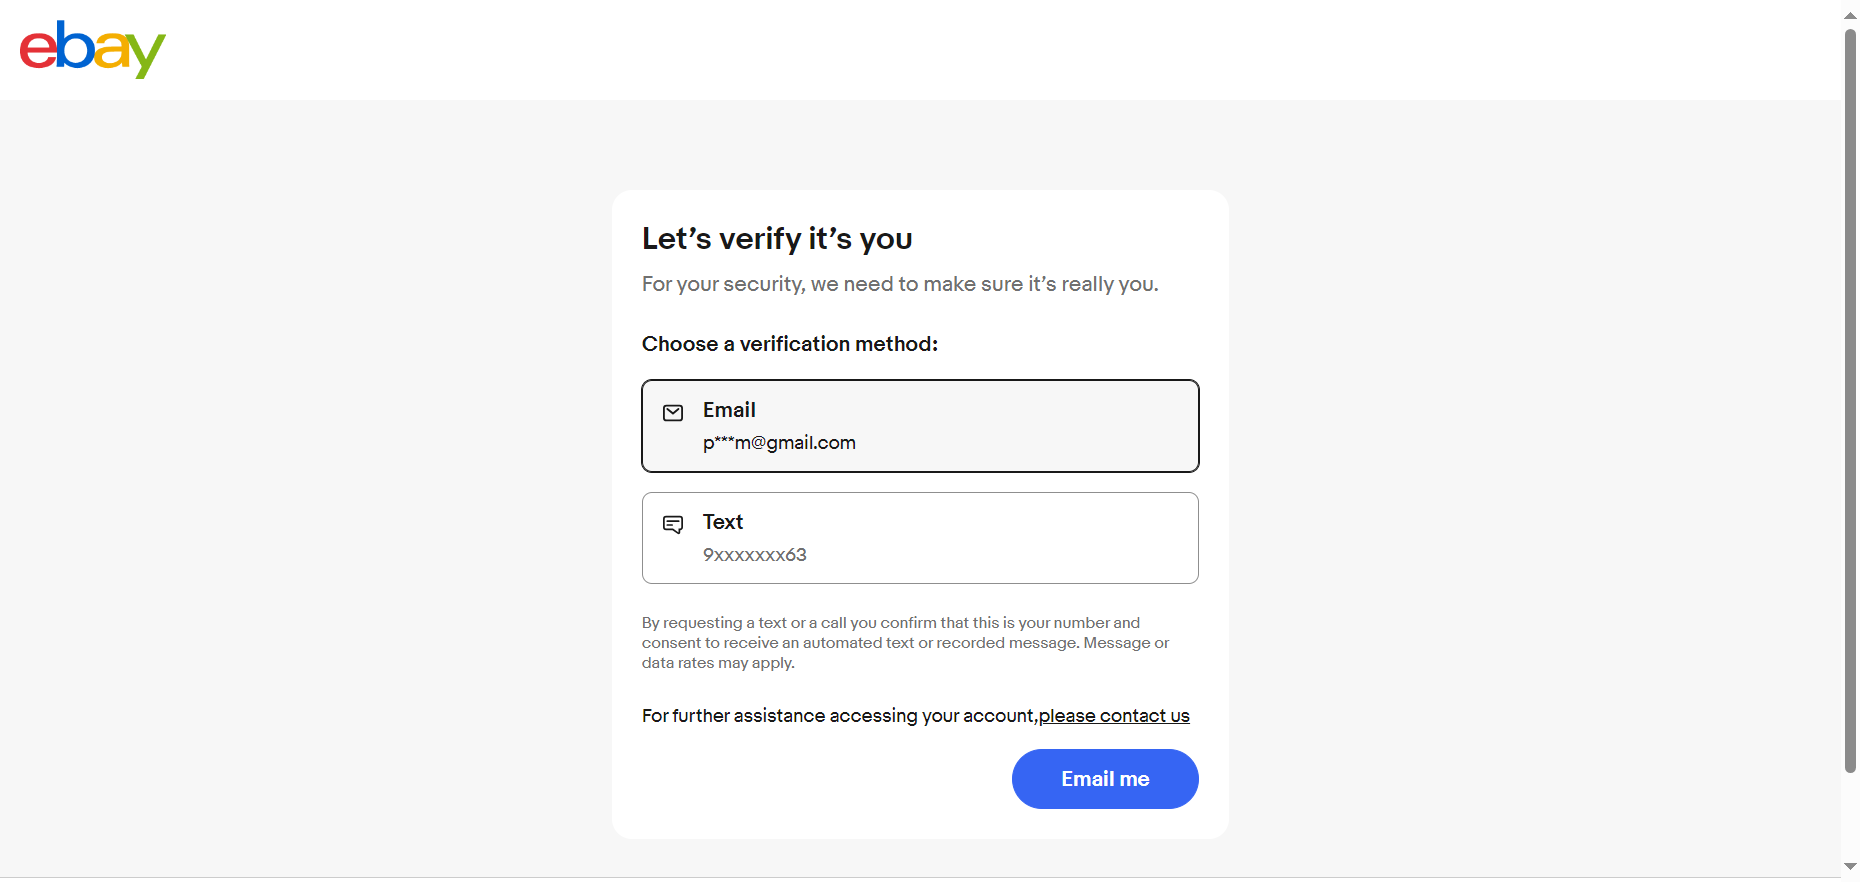 ebay
Let’s verify it’s you
For your security, we need to make sure it’s really you.
Choose a verification method:
Email
p***m@gmail.com
Text
9xxxxxxx63
By requesting a text or a call you confirm that this is your number and
consent to receive an automated text or recorded message. Message or
data rates may apply.
For further assistance accessing your account,please contact us
Email me